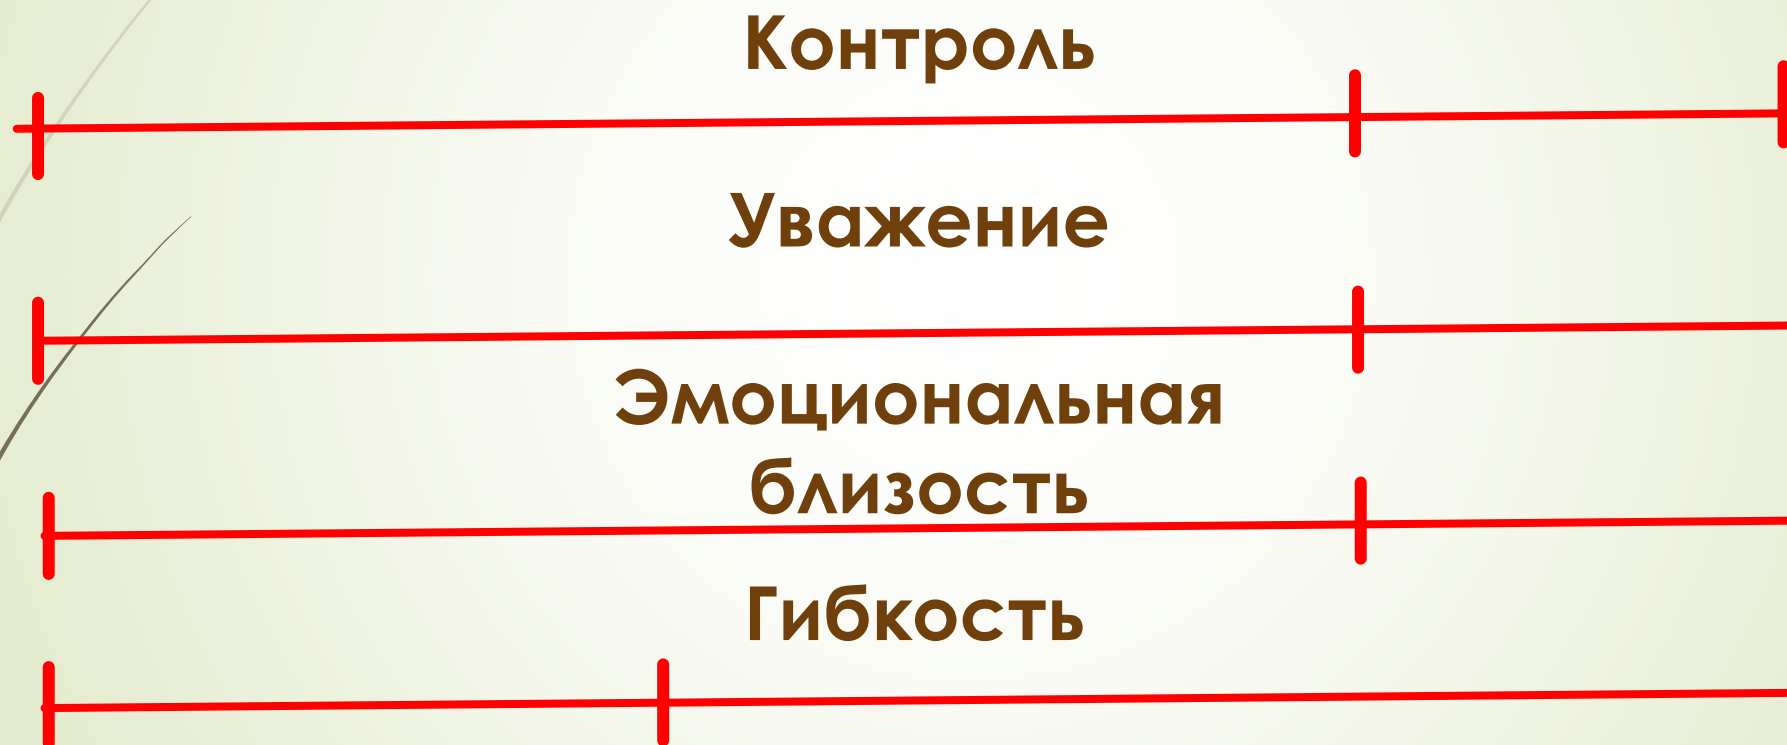 Контроль
Уважение
Эмоциональная
близость
Гибкость